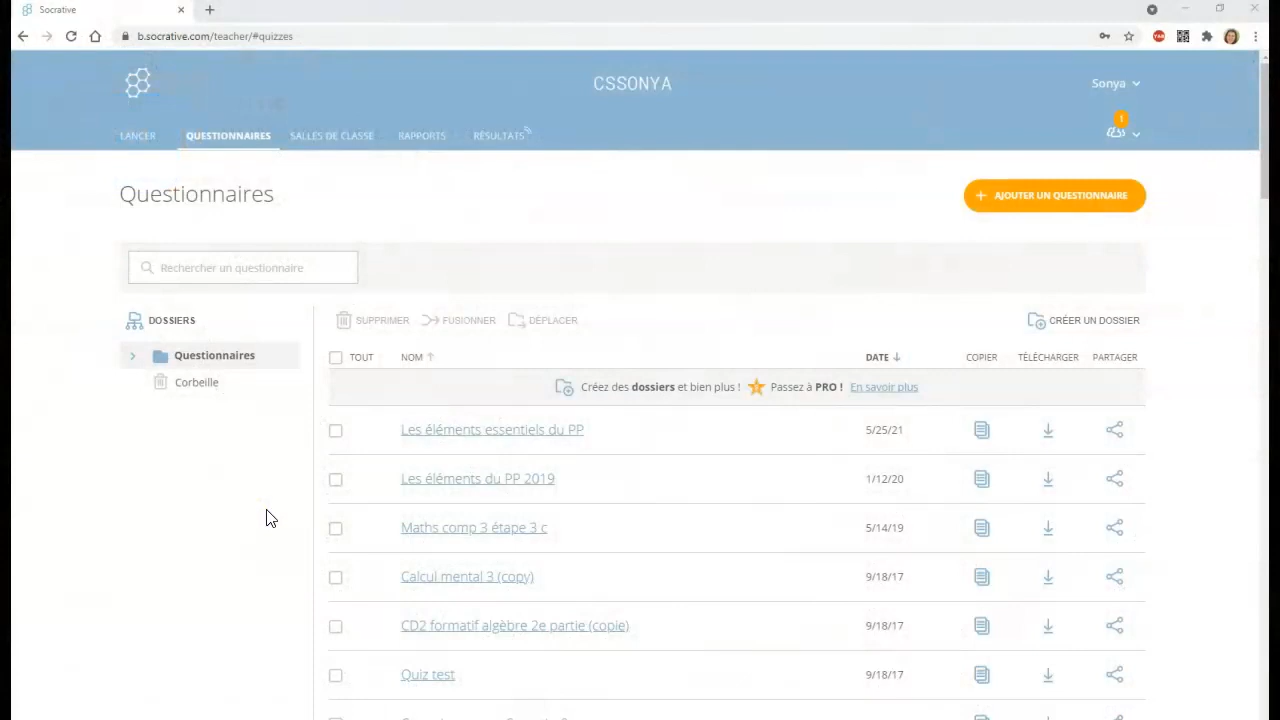 Socrative
b.socrative.com/teacher/#quizzes
CSSONYA
Sonya
1
LANCER QUESTIONNAIRES SALLES DE CLASSE RAPPORTS RÉSULTATS
Questionnaires
+ AJOUTER UN QUESTIONNAIRE
Rechercher un questionnaire
DOSSIERS
SUPPRIMER FUSIONNER DÉPLACER CRÉER UN DOSSIER
Questionnaires
Corbeille
TOUT NOM DATE COPIER TÉLÉCHARGER PARTAGER
Créez des dossiers et bien plus ! Passez à PRO ! En savoir plus
Les éléments essentiels du PP 5/25/21
Les éléments du PP 2019 1/12/20
Maths comp 3 étape 3 c 5/14/19
Calcul mental 3 (copy) 9/18/17
CD2 formatif algèbre 2e partie (copie) 9/18/17
Quiz test 9/18/17